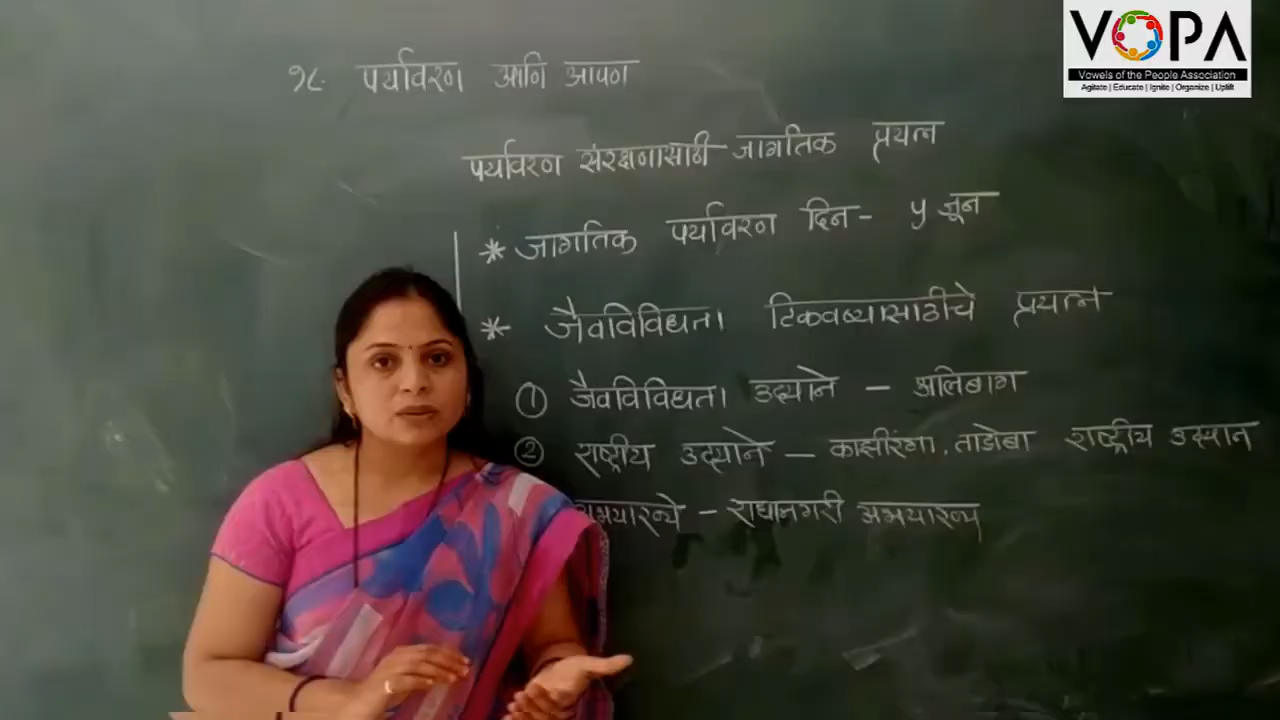 VOPA
Vowels of the People Association
Agitate | Educate | Ignite | Organize | Uplift
१८. पर्यावरण आणि आपण
पर्यावरण संरक्षणासाठी जागतिक प्रयत्न
* जागतिक पर्यावरण दिन - ५ जून
* जैवविविधता टिकवण्यासाठीचे प्रयत्न
① जैवविविधता उद्याने - अलिबाग
② राष्ट्रीय उद्याने - काझीरंगा, ताडोबा राष्ट्रीय उद्यान
अभयारण्ये - राधानगरी अभयारण्य